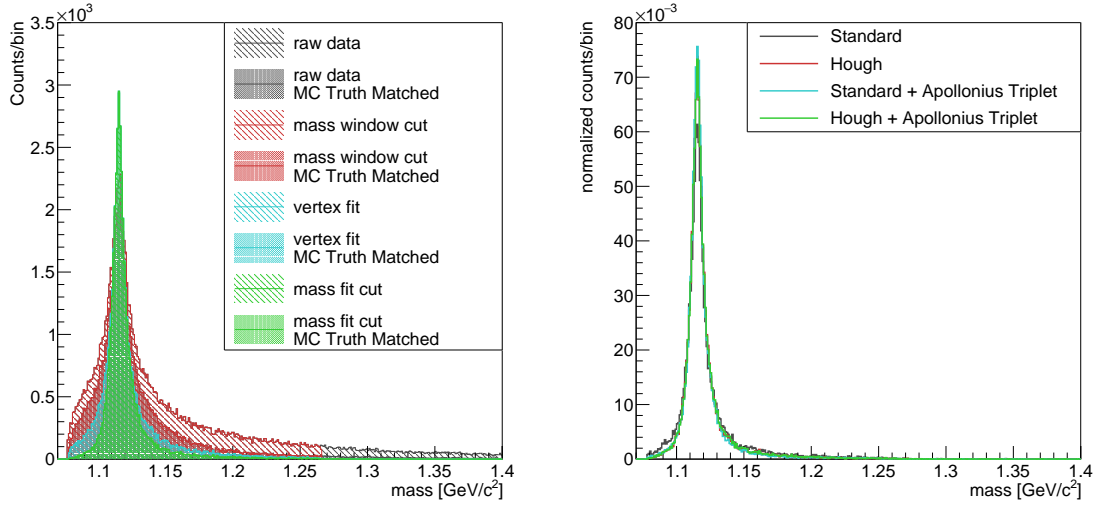 3.5×10³
3
2.5
2
1.5
1
0.5
0
Counts/bin
raw data
raw data
MC Truth Matched
mass window cut
mass window cut
MC Truth Matched
vertex fit
vertex fit
MC Truth Matched
mass fit cut
mass fit cut
MC Truth Matched
1.1 1.15 1.2 1.25 1.3 1.35 1.4
mass [GeV/c²]
80×10⁻³
70
60
50
40
30
20
10
0
normalized counts/bin
Standard
Hough
Standard + Apollonius Triplet
Hough + Apollonius Triplet
1.1 1.15 1.2 1.25 1.3 1.35 1.4
mass [GeV/c²]